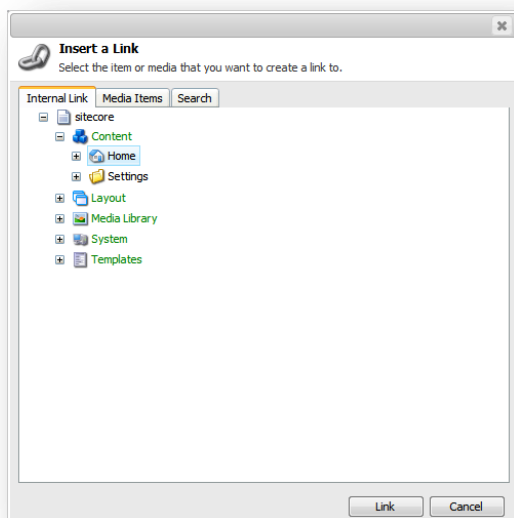 Insert a Link
Select the item or media that you want to create a link to.
Internal Link Media Items Search
sitecore
Content
Home
Settings
Layout
Media Library
System
Templates
Link Cancel